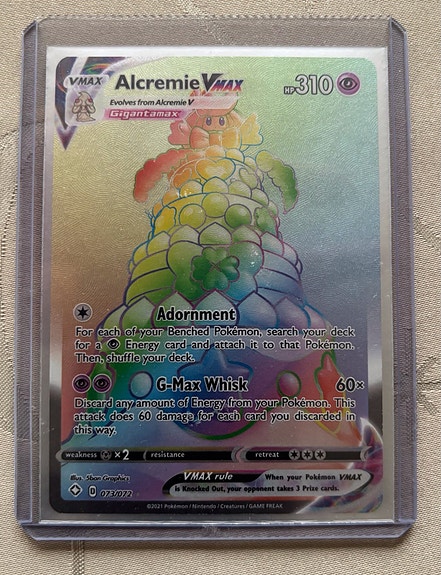 VMAX
Alcremie VMAX
HP 310
Evolves from Alcremie V
Gigantamax
Adornment
For each of your Benched Pokémon, search your deck
for a Energy card and attach it to that Pokémon.
Then, shuffle your deck.
G-Max Whisk 60×
Discard any amount of Energy from your Pokémon. This
attack does 60 damage for each card you discarded in
this way.
weakness ×2 resistance retreat
Illus. 5ban Graphics
VMAX rule
When your Pokémon VMAX
is Knocked Out, your opponent takes 3 Prize cards.
D 073/072
©2021 Pokémon / Nintendo / Creatures / GAME FREAK